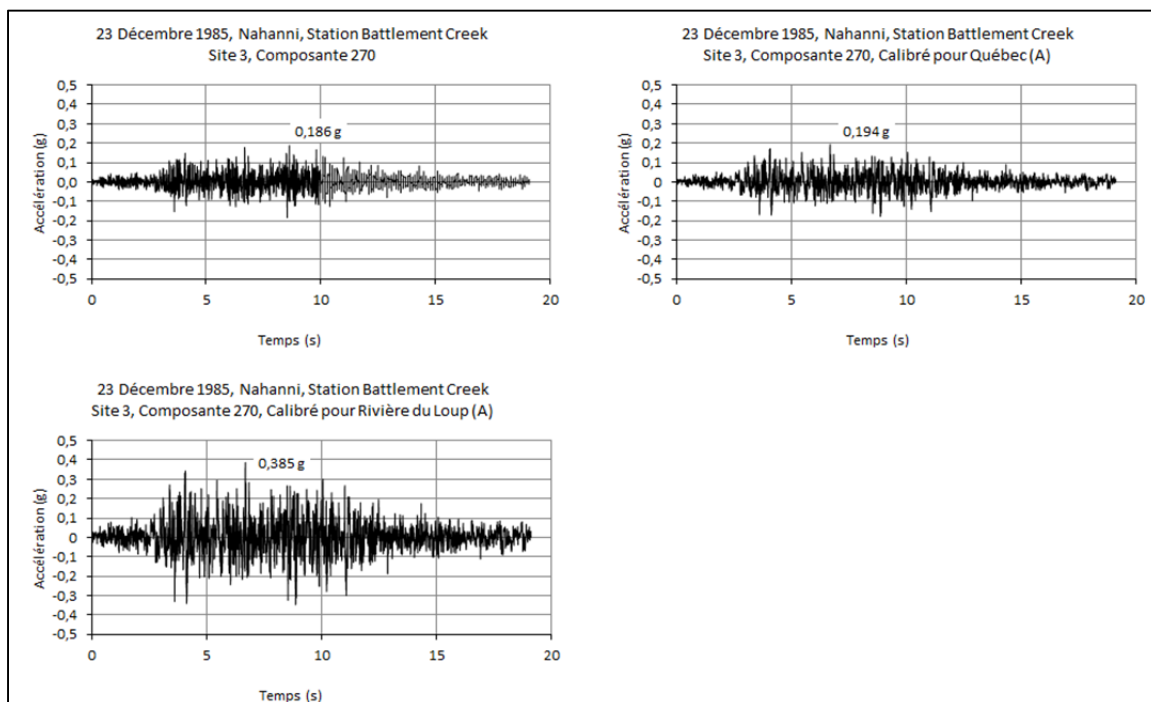 23 Décembre 1985, Nahanni, Station Battlement Creek
Site 3, Composante 270
0,5
0,4
0,3
0,2
0,1
0,0
-0,1
-0,2
-0,3
-0,4
-0,5
Accélération (g)
0,186 g
0 5 10 15 20
Temps (s)
23 Décembre 1985, Nahanni, Station Battlement Creek
Site 3, Composante 270, Calibré pour Québec (A)
0,5
0,4
0,3
0,2
0,1
0
-0,1
-0,2
-0,3
-0,4
-0,5
Accélération (g)
0,194 g
0 5 10 15 20
Temps (s)
23 Décembre 1985, Nahanni, Station Battlement Creek
Site 3, Composante 270, Calibré pour Rivière du Loup (A)
0,5
0,4
0,3
0,2
0,1
0
-0,1
-0,2
-0,3
-0,4
-0,5
Accélération (g)
0,385 g
0 5 10 15 20
Temps (s)